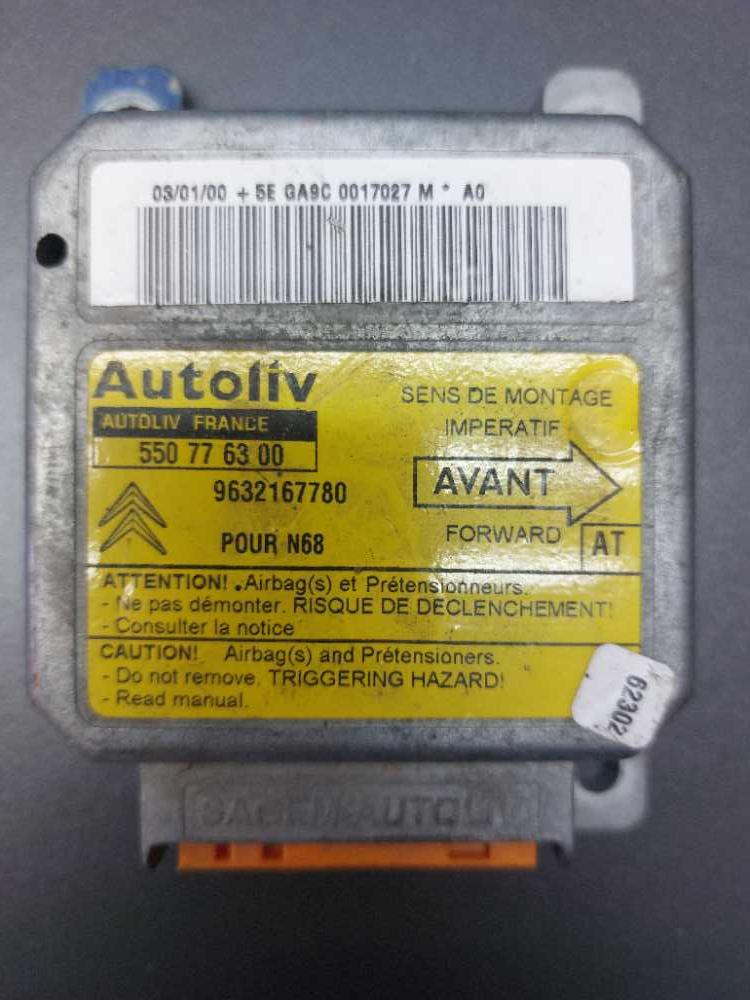 03/01/00 + 5E GA9C 0017027 M * A0
Autoliv
AUTOLIV FRANCE
550 77 63 00
9632167780
POUR N68
SENS DE MONTAGE
IMPERATIF
AVANT
FORWARD
AT
ATTENTION! Airbag(s) et Prétensionneurs.
- Ne pas démonter. RISQUE DE DECLENCHEMENT!
- Consulter la notice
CAUTION! Airbag(s) and Prétensioners.
- Do not remove. TRIGGERING HAZARD!
- Read manual.
62302
SAGEM-AUTOLIV